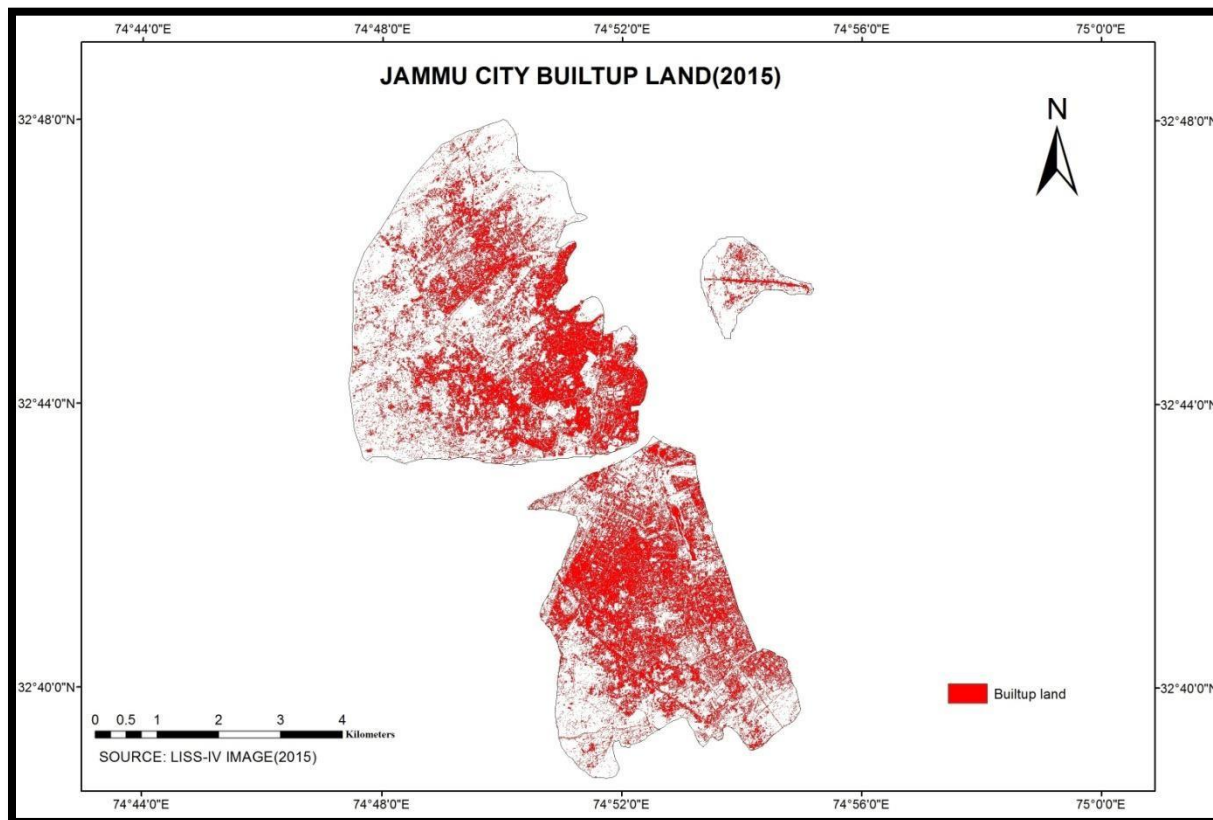 74°44'0"E 74°48'0"E 74°52'0"E 74°56'0"E 75°0'0"E
JAMMU CITY BUILTUP LAND(2015)
N
32°48'0"N 32°48'0"N
32°44'0"N 32°44'0"N
32°40'0"N 32°40'0"N
Builtup land
0 0.5 1 2 3 4
Kilometers
SOURCE: LISS-IV IMAGE(2015)
74°44'0"E 74°48'0"E 74°52'0"E 74°56'0"E 75°0'0"E